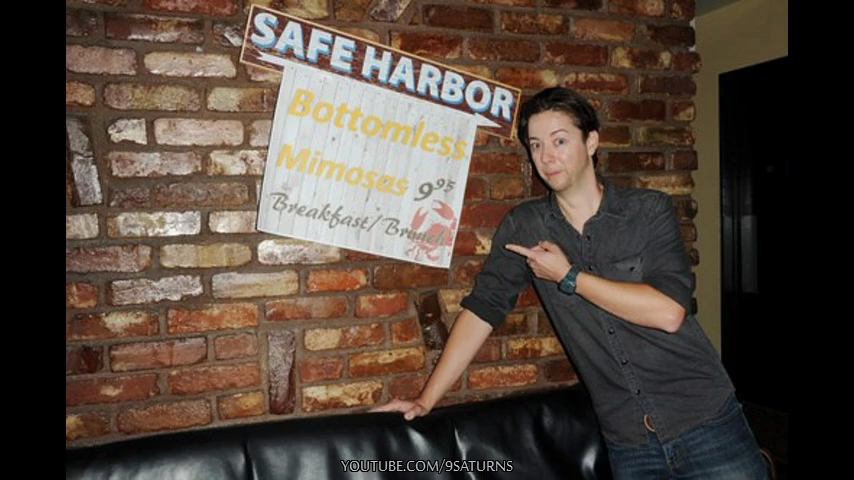 SAFE HARBOR
Bottomless
Mimosas 9.95
Breakfast/Brunch
YOUTUBE.COM/9SATURNS